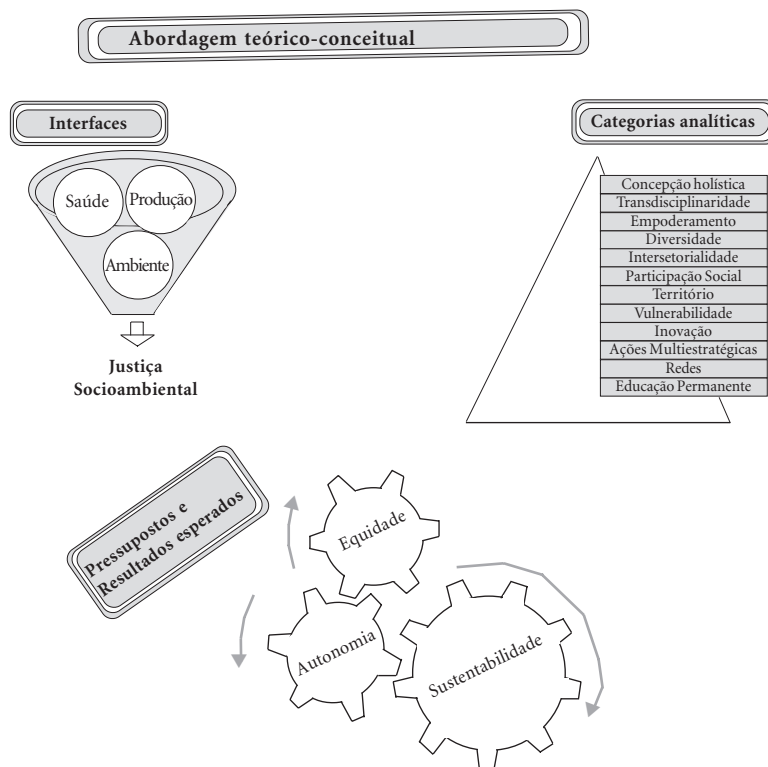 Abordagem teórico-conceitual
Interfaces
Categorias analíticas
Saúde
Produção
Ambiente
Justiça
Socioambiental
Concepção holística
Transdisciplinaridade
Empoderamento
Diversidade
Intersetorialidade
Participação Social
Território
Vulnerabilidade
Inovação
Ações Multiestratégicas
Redes
Educação Permanente
Pressupostos e
Resultados esperados
Equidade
Autonomia
Sustentabilidade